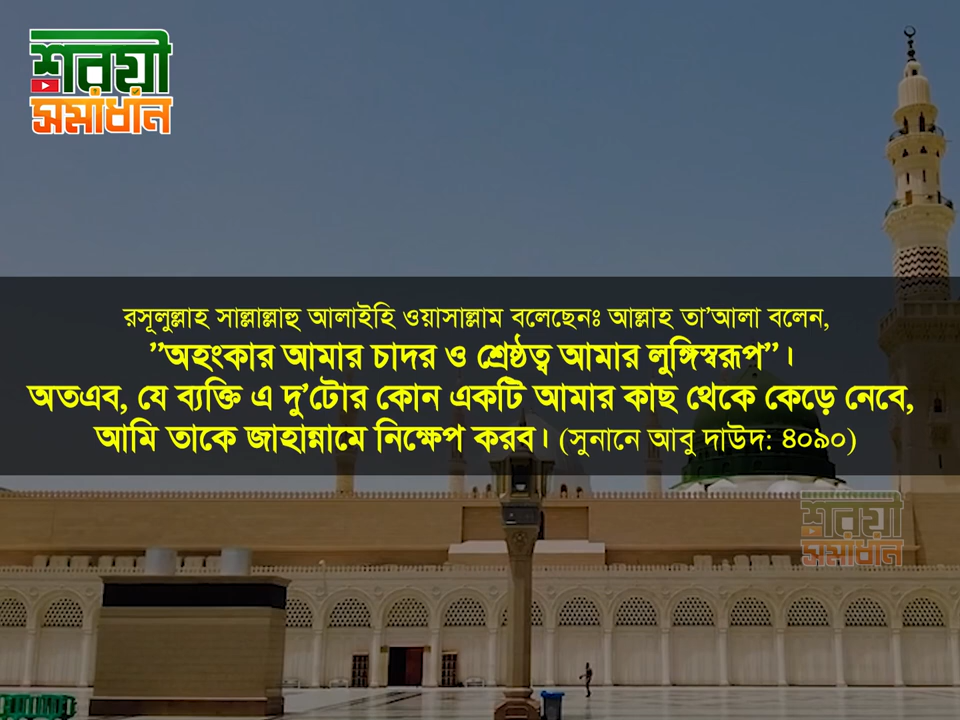 শরয়ী
সমাধান
রসূলুল্লাহ সাল্লাল্লাহু আলাইহি ওয়াসাল্লাম বলেছেনঃ আল্লাহ তা’আলা বলেন,
”অহংকার আমার চাদর ও শ্রেষ্ঠত্ব আমার লুঙ্গিস্বরূপ”।
অতএব, যে ব্যক্তি এ দু’টোর কোন একটি আমার কাছ থেকে কেড়ে নেবে,
আমি তাকে জাহান্নামে নিক্ষেপ করব। (সুনানে আবু দাউদ: ৪০৯০)
শরয়ী
সমাধান